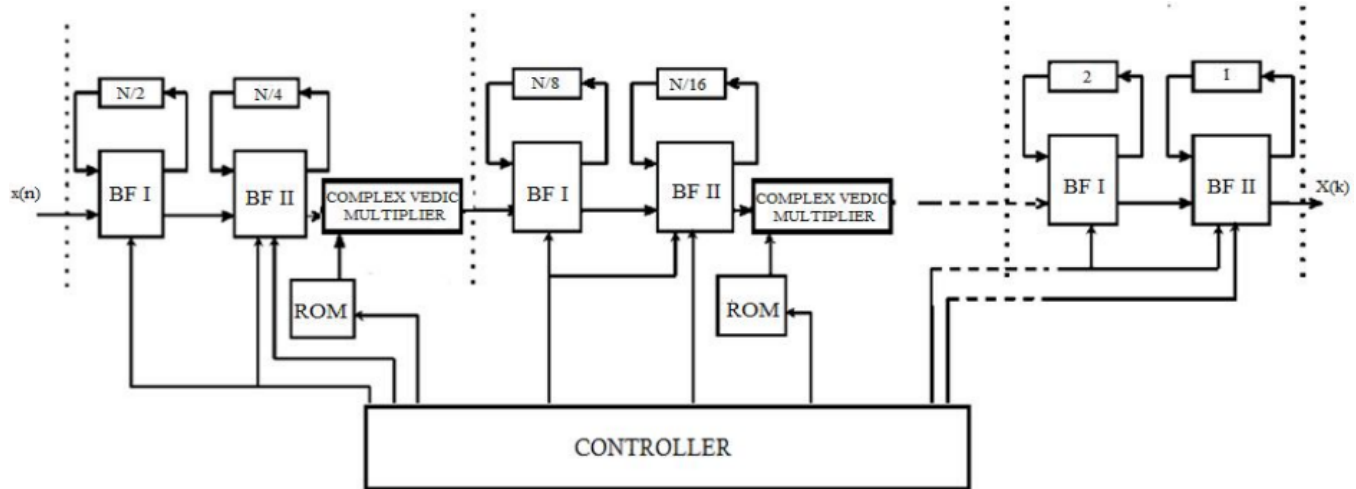 N/2
N/4
N/8
N/16
2
1
x(n)
BF I
BF II
COMPLEX VEDIC
MULTIPLIER
BF I
BF II
COMPLEX VEDIC
MULTIPLIER
BF I
BF II
X(k)
ROM
ROM
CONTROLLER